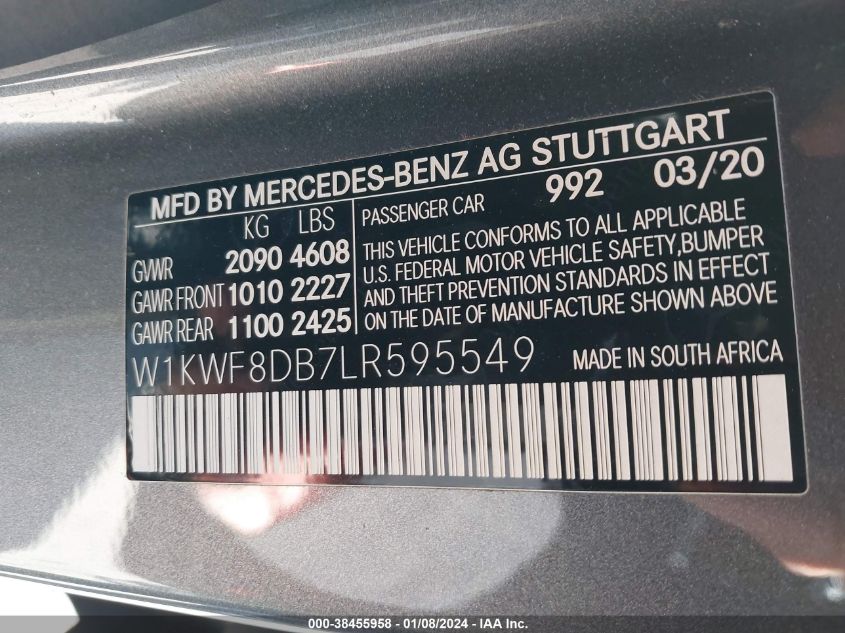 MFD BY MERCEDES-BENZ AG STUTTGART
KG LBS
GVWR 2090 4608
GAWR FRONT 1010 2227
GAWR REAR 1100 2425
PASSENGER CAR 992 03/20
THIS VEHICLE CONFORMS TO ALL APPLICABLE
U.S. FEDERAL MOTOR VEHICLE SAFETY,BUMPER
AND THEFT PREVENTION STANDARDS IN EFFECT
ON THE DATE OF MANUFACTURE SHOWN ABOVE
W1KWF8DB7LR595549 MADE IN SOUTH AFRICA
000-38455958 - 01/08/2024 - IAA Inc.